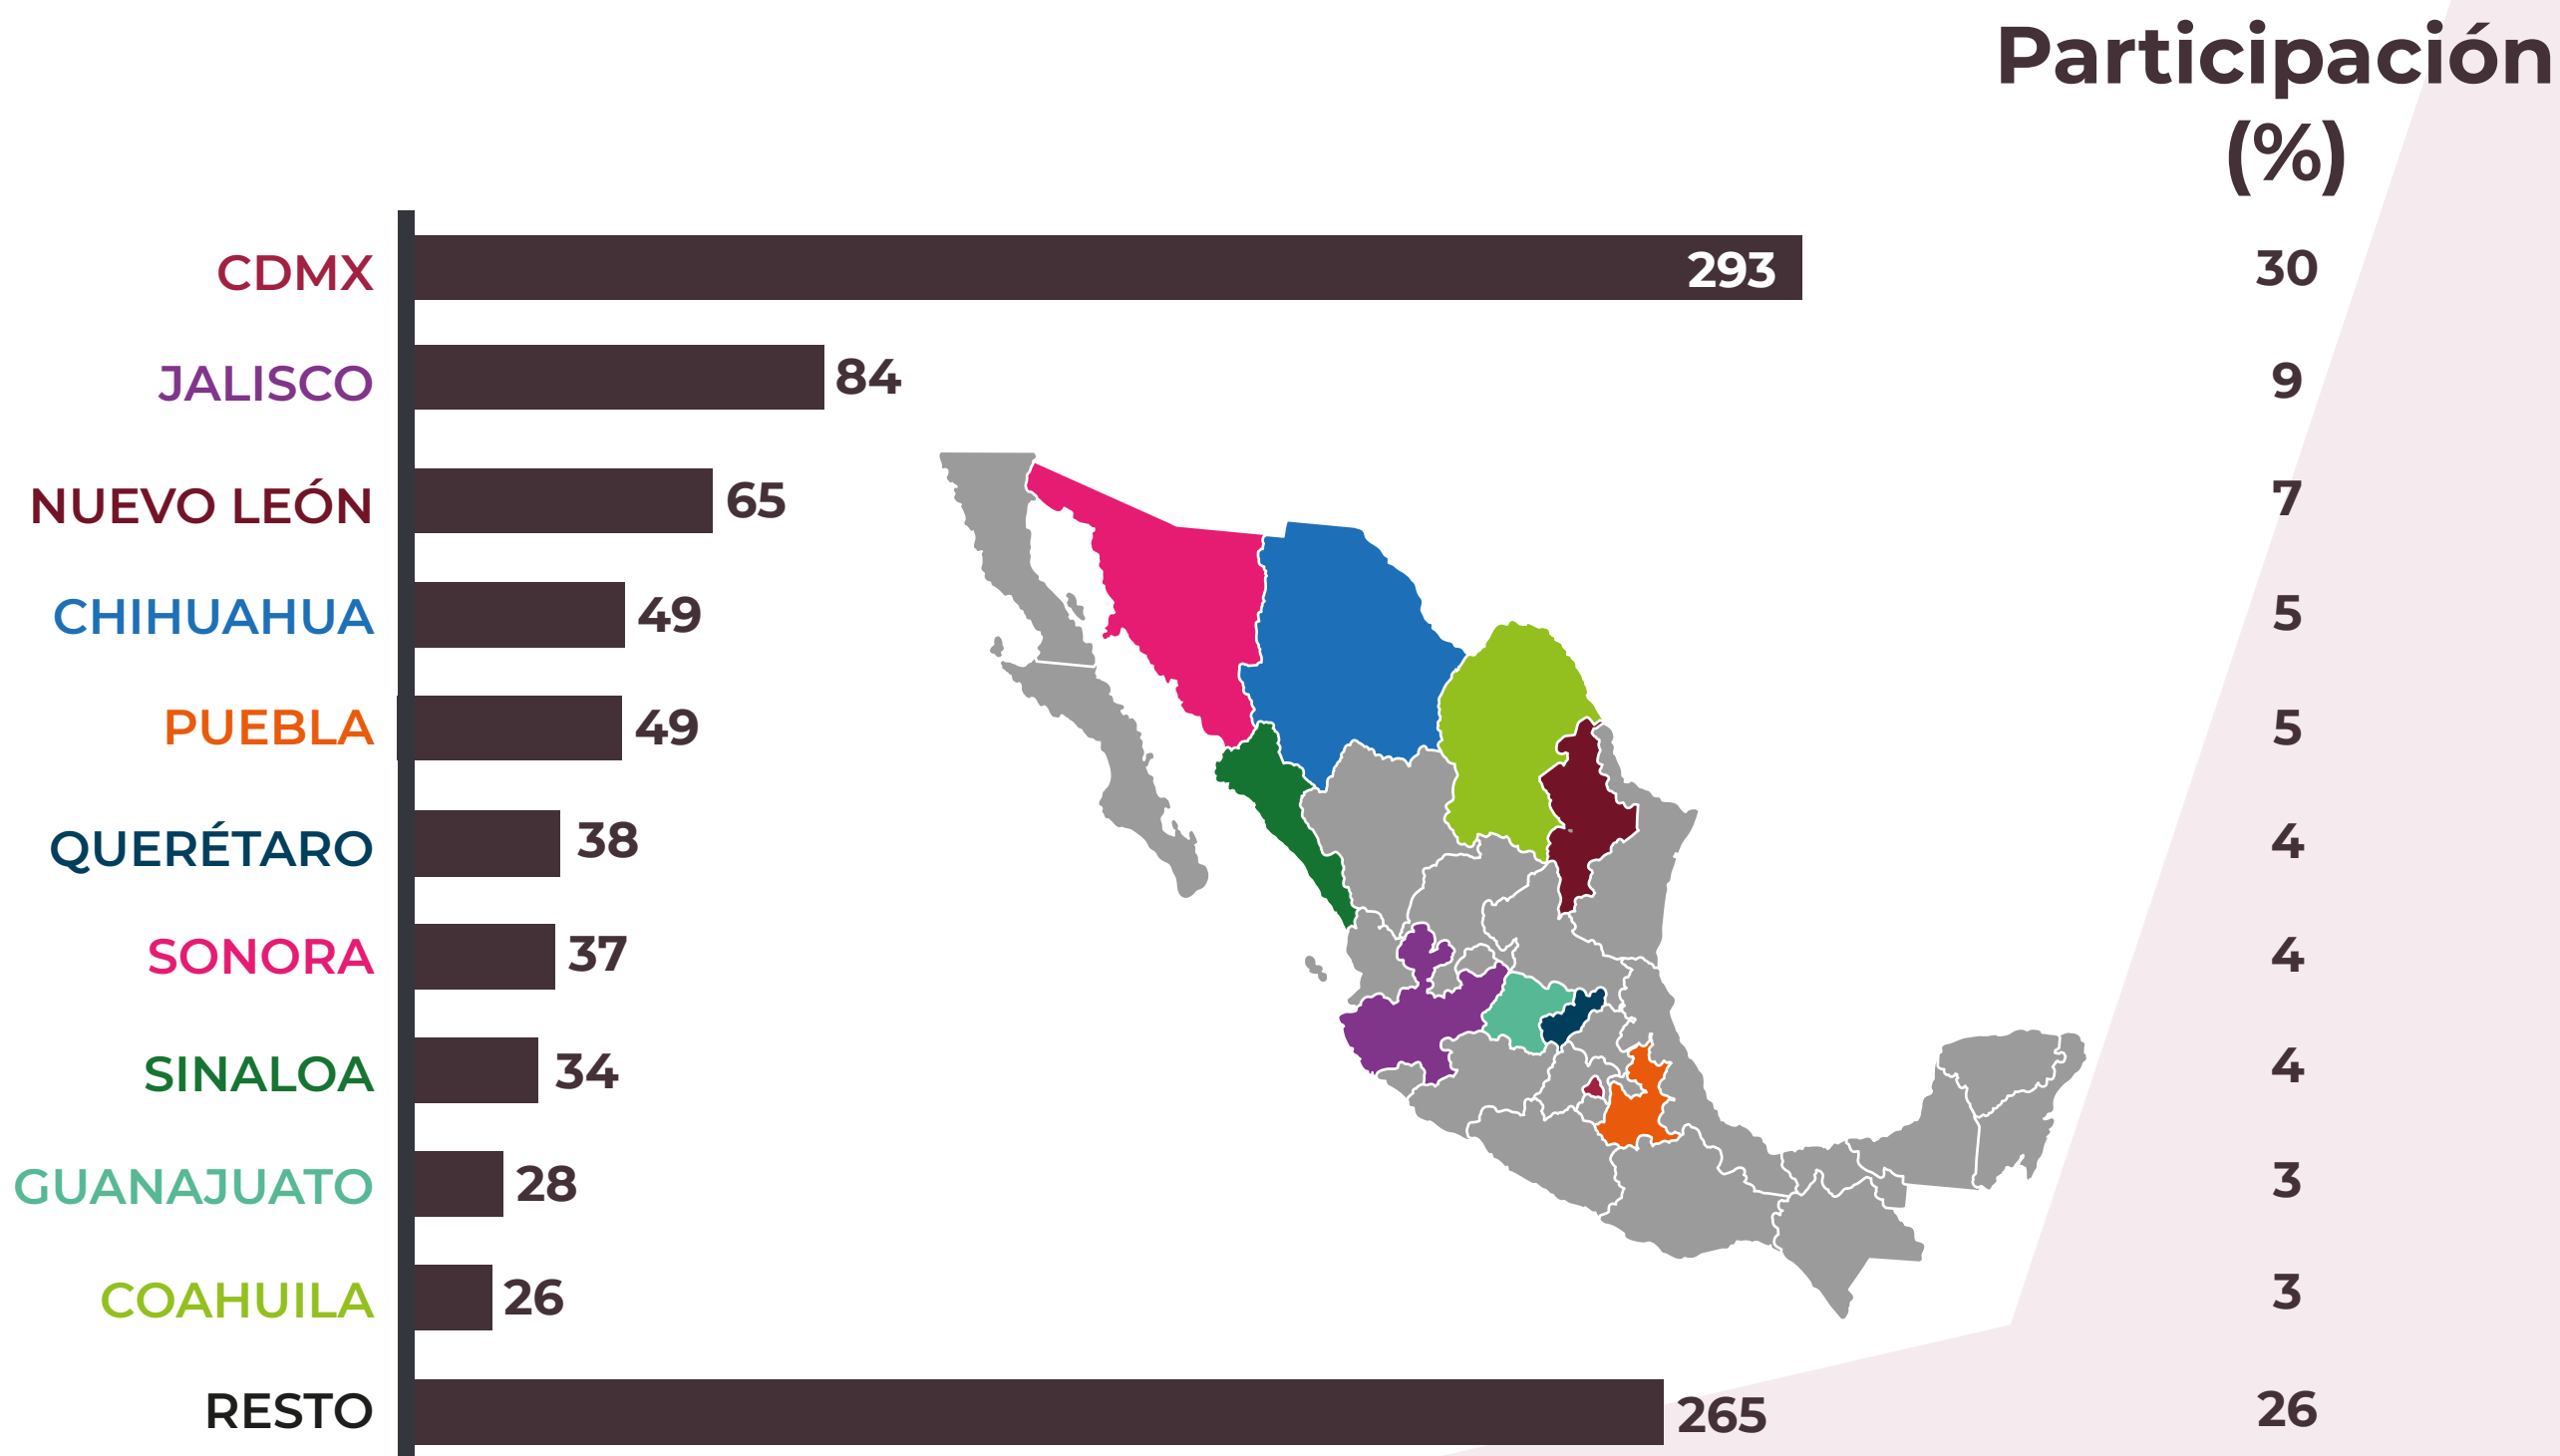 Participación
(%)
CDMX 293 30
JALISCO 84 9
NUEVO LEÓN 65 7
CHIHUAHUA 49 5
PUEBLA 49 5
QUERÉTARO 38 4
SONORA 37 4
SINALOA 34 4
GUANAJUATO 28 3
COAHUILA 26 3
RESTO 265 26